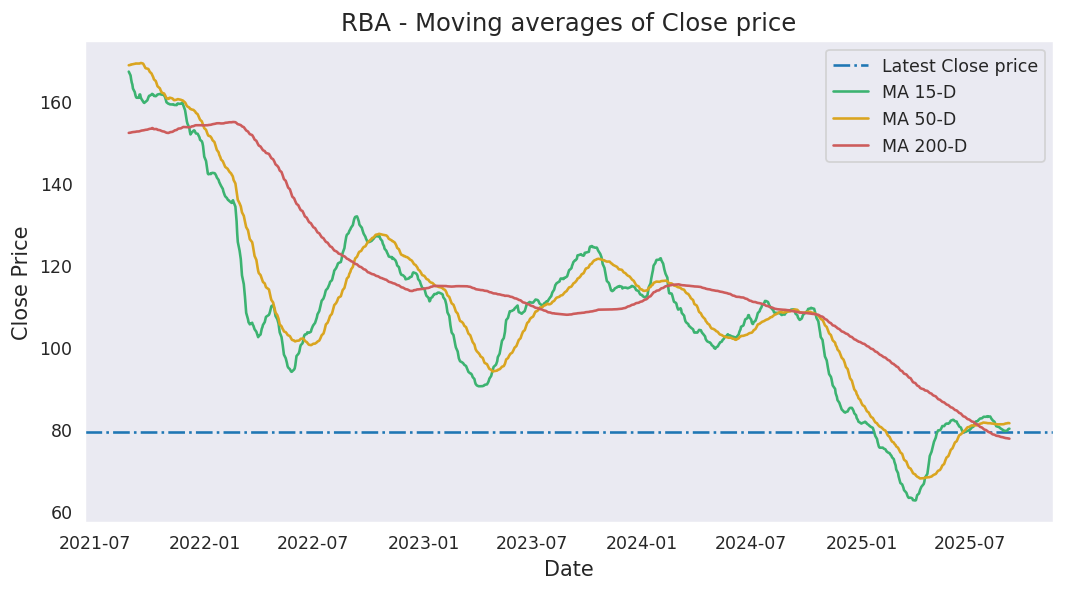 RBA - Moving averages of Close price
Latest Close price
MA 15-D
MA 50-D
MA 200-D
Close Price
160
140
120
100
80
60
2021-07 2022-01 2022-07 2023-01 2023-07 2024-01 2024-07 2025-01 2025-07
Date